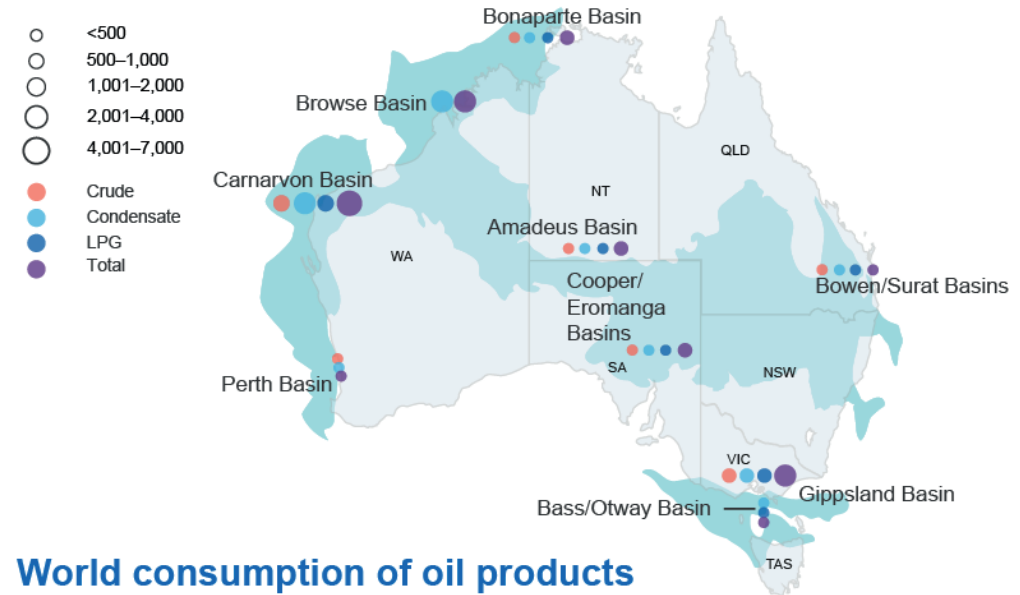 <500
500–1,000
1,001–2,000
2,001–4,000
4,001–7,000
Crude
Condensate
LPG
Total
Bonaparte Basin
Browse Basin
Carnarvon Basin
QLD
NT
Amadeus Basin
WA
Cooper/
Eromanga
Basins
Bowen/Surat Basins
SA
NSW
Perth Basin
VIC
Gippsland Basin
Bass/Otway Basin
TAS
World consumption of oil products